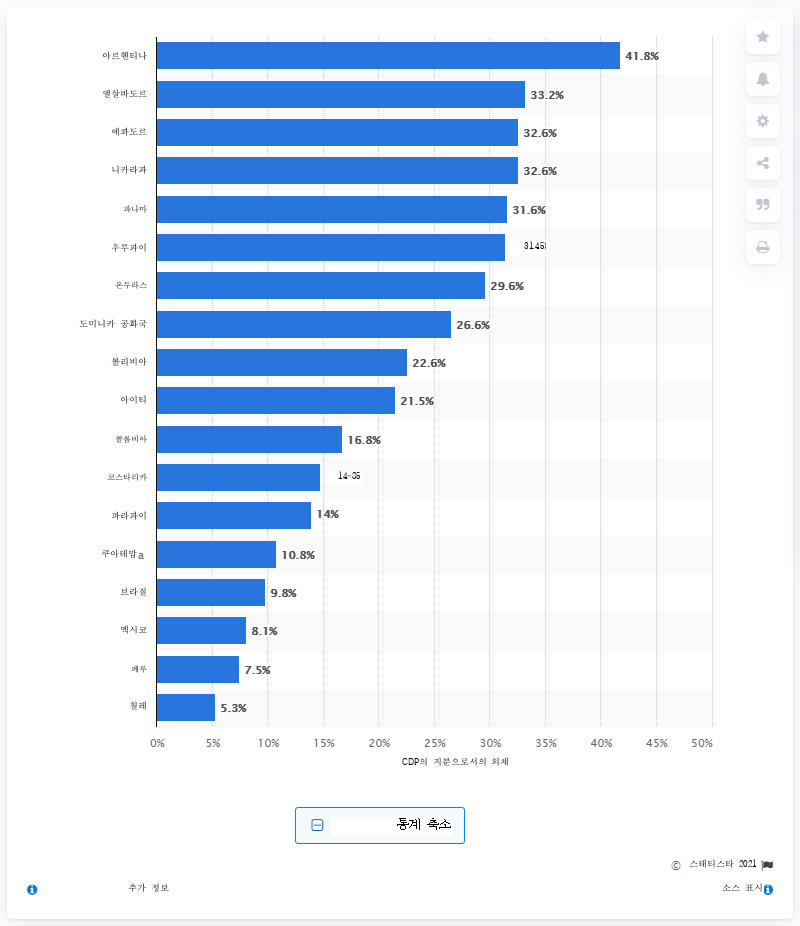 아르헨티나 41.8%
엘살바도르 33.2%
에콰도르 32.6%
니카라과 32.6%
파나마 31.6%
우루과이
온두라스 29.6%
도미니카 공화국 26.6%
볼리비아 22.6%
아이티 21.5%
콜롬비아 16.8%
코스타리카
파라과이 14%
쿠아테맘a 10.8%
브라질 9.8%
멕시코 8.1%
페루 7.5%
칠레 5.3%
0% 5% 10% 15% 20% 25% 30% 35% 40% 45% 50%
CDP의 지분으로서의 외채
통계 축소
© 스태티스타 2021
추가 정보 소스 표시